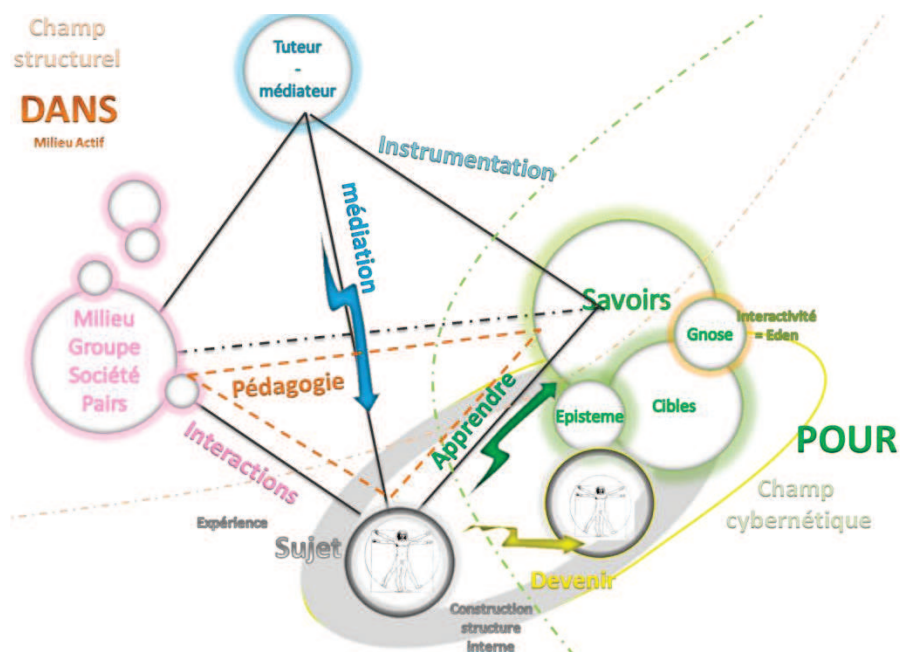 Champ
structurel
DANS
Milieu Actif
Tuteur
-
médiateur
Instrumentation
médiation
Milieu
Groupe
Société
Pairs
Pédagogie
Interactions
Savoirs
Gnose
Interactivité
= Eden
Apprendre
Episteme
Cibles
POUR
Champ
cybernétique
Expérience
Sujet
Devenir
Construction
structure
interne